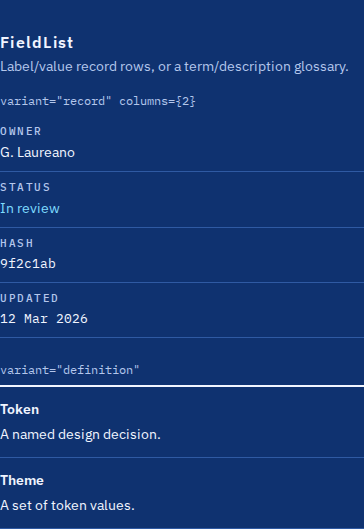 FieldList
Label/value record rows, or a term/description glossary.
variant="record" columns={2}
OWNER
G. Laureano
STATUS
In review
HASH
9f2c1ab
UPDATED
12 Mar 2026
variant="definition"
Token
A named design decision.
Theme
A set of token values.